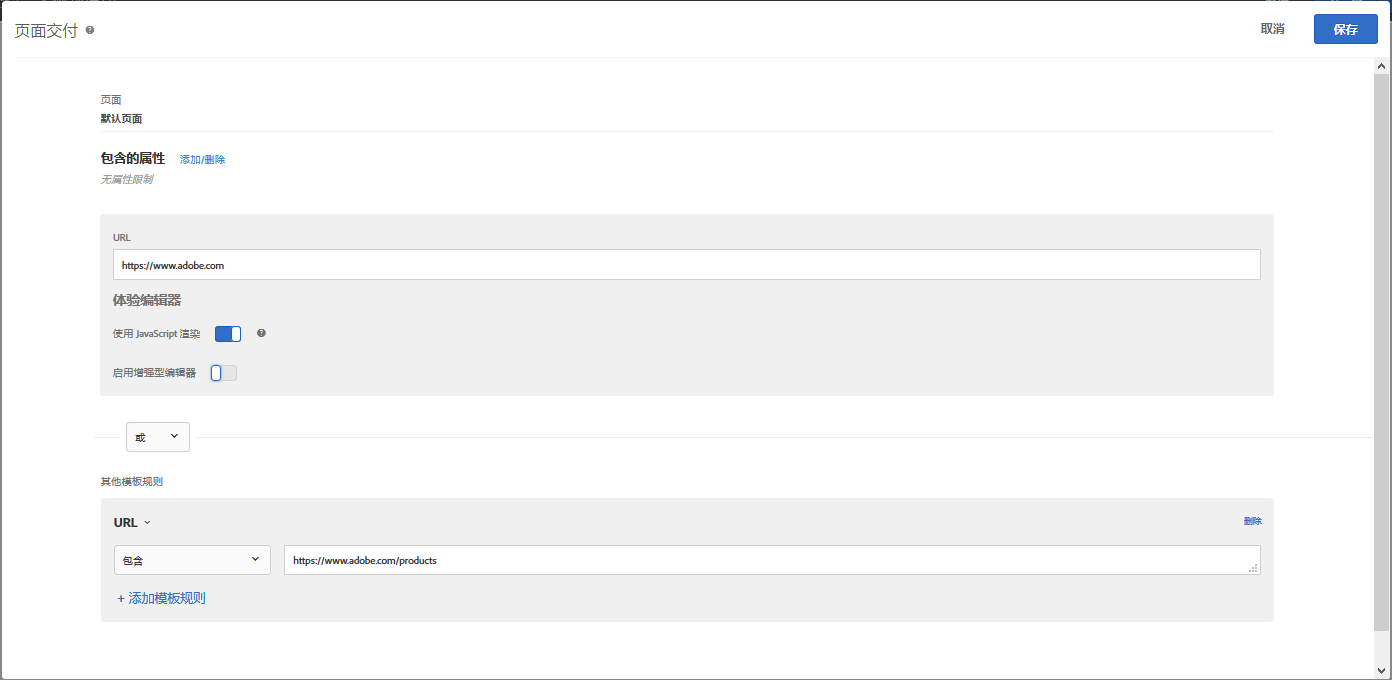 页面交付
取消
保存
页面
默认页面
包含的属性 添加/删除
无属性限制
URL
https://www.adobe.com
体验编辑器
使用 JavaScript 渲染
启用增强型编辑器
或
其他模板规则
URL
删除
包含
https://www.adobe.com/products
+ 添加模板规则